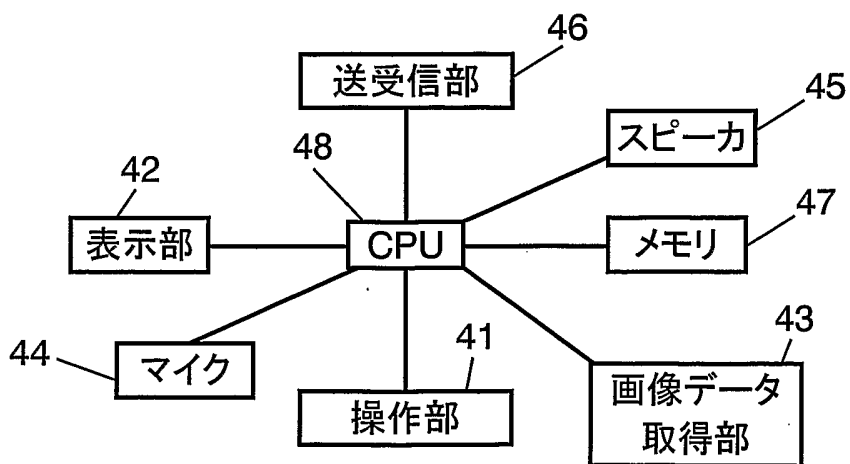 46
送受信部
45
スピーカ
48
42
47
表示部
CPU
メモリ
44
マイク
41
43
操作部
画像データ
取得部